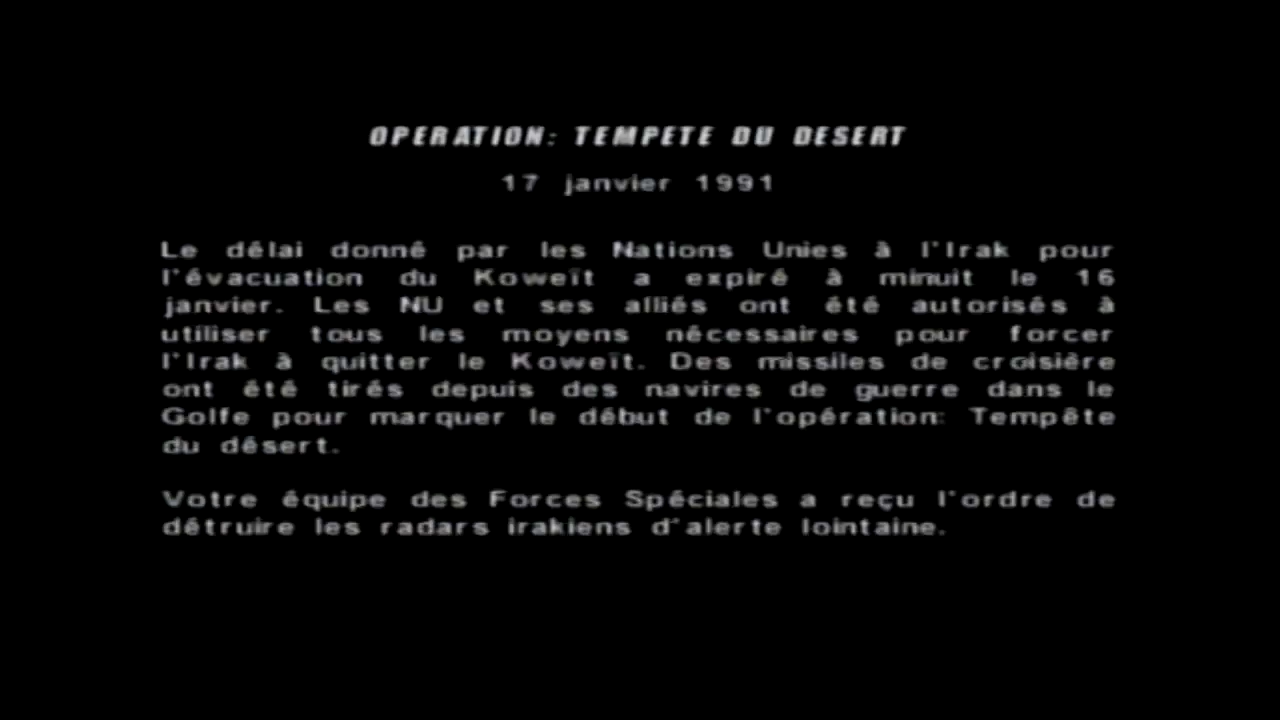 OPERATION: TEMPETE DU DESERT
17 janvier 1991
Le délai donné par les Nations Unies à l'Irak pour
l'évacuation du Koweït a expiré à minuit le 16
janvier. Les NU et ses alliés ont été autorisés à
utiliser tous les moyens nécessaires pour forcer
l'Irak à quitter le Koweït. Des missiles de croisière
ont été tirés depuis des navires de guerre dans le
Golfe pour marquer le début de l'opération: Tempête
du désert.
Votre équipe des Forces Spéciales a reçu l'ordre de
détruire les radars irakiens d'alerte lointaine.